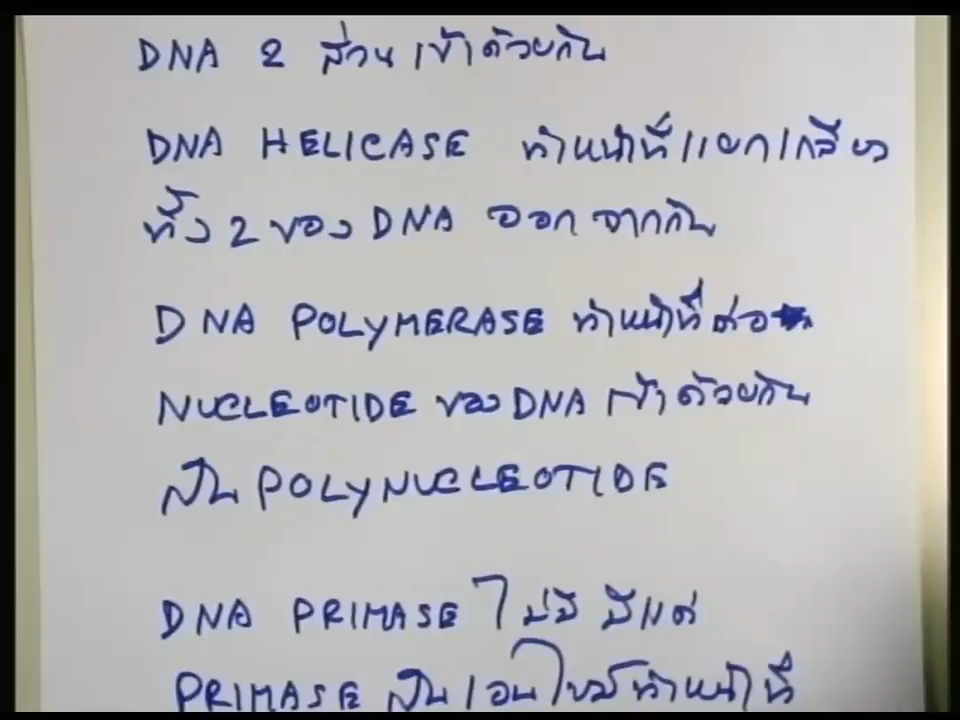 DNA 2 ส่วนเข้าด้วยกัน
DNA HELICASE ทำหน้าที่แยกเกลียว
ทั้ง 2 ของ DNA ออกจากกัน
DNA POLYMERASE ทำหน้าที่ต่อ
NUCLEOTIDE ของ DNA เข้าด้วยกัน
เป็น POLYNUCLEOTIDE
DNA PRIMASE ไม่มี มีแต่
PRIMASE เป็นเอนไซม์ทำหน้าที่